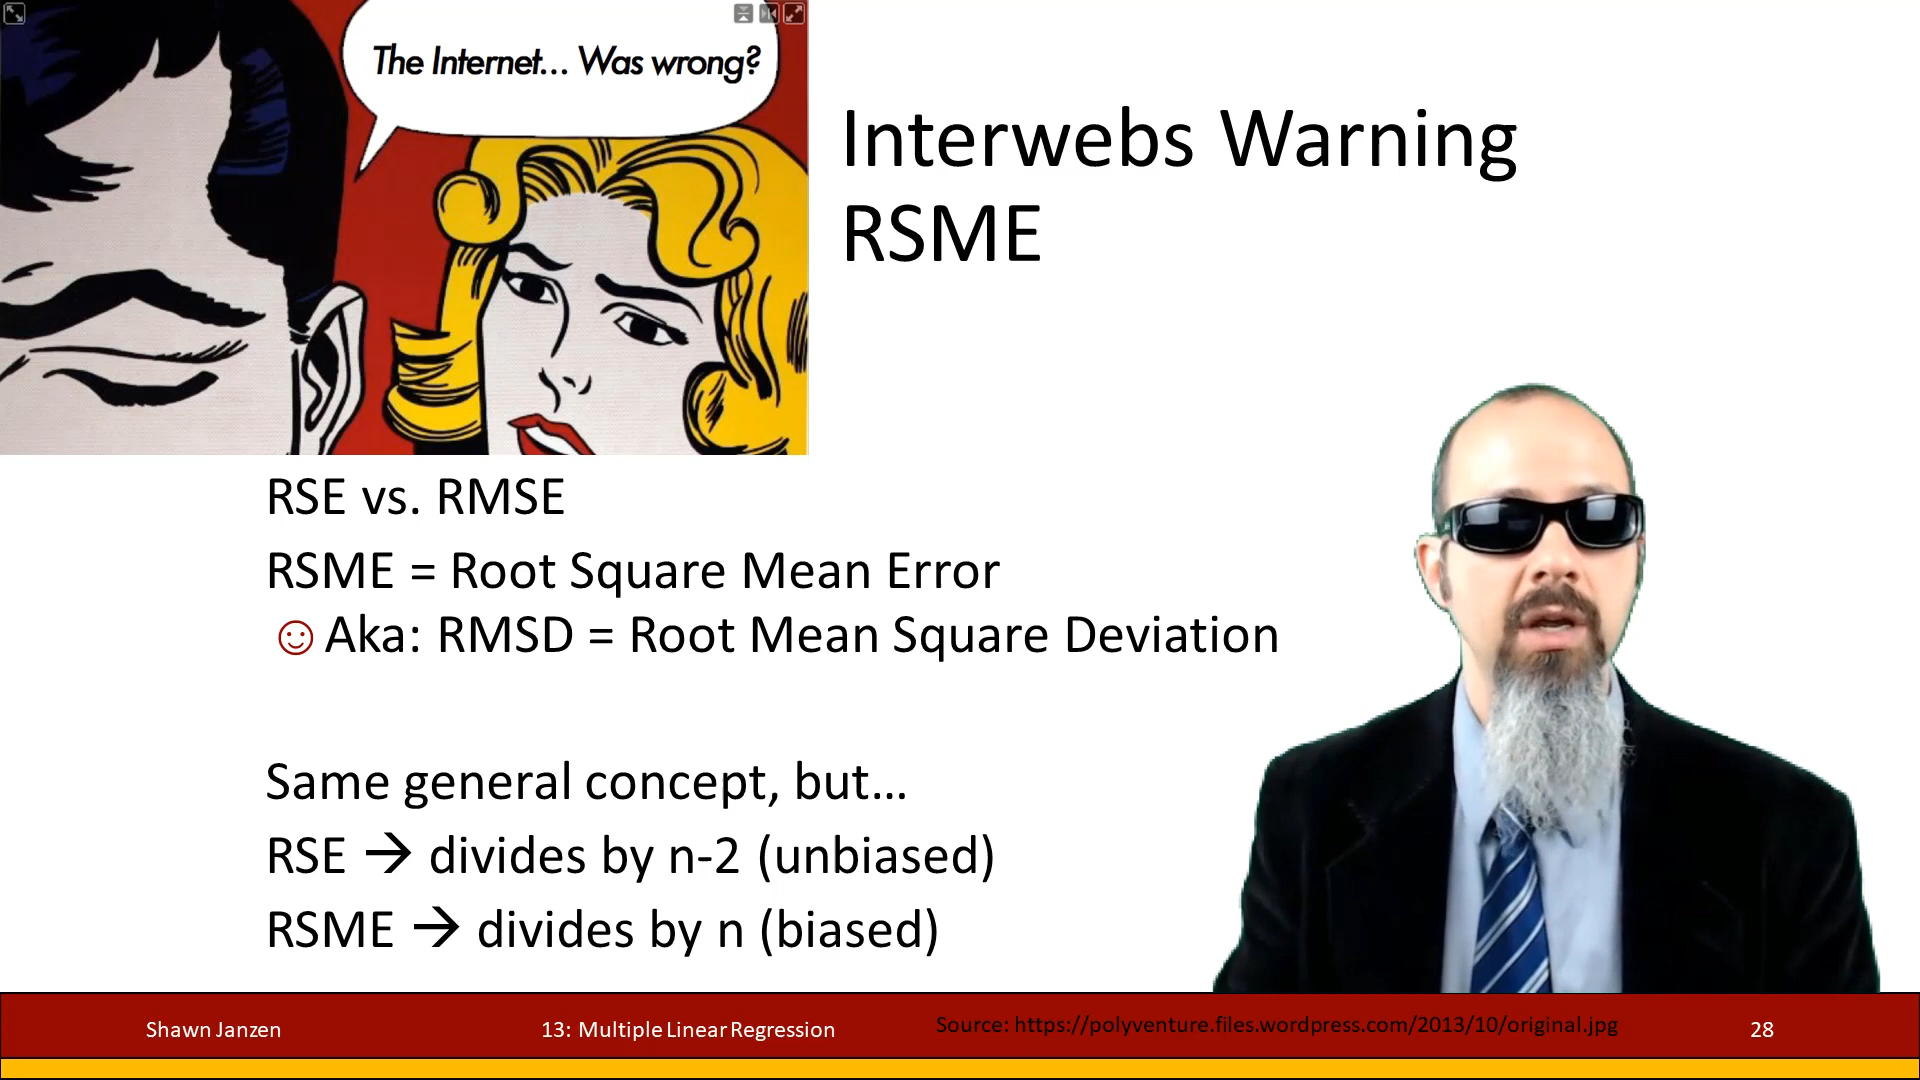 The Internet... Was wrong?
Interwebs Warning
RSME
RSE vs. RMSE
RSME = Root Square Mean Error
☺Aka: RMSD = Root Mean Square Deviation
Same general concept, but…
RSE → divides by n-2 (unbiased)
RSME → divides by n (biased)
Shawn Janzen
13: Multiple Linear Regression
Source: https://polyventure.files.wordpress.com/2013/10/original.jpg
28